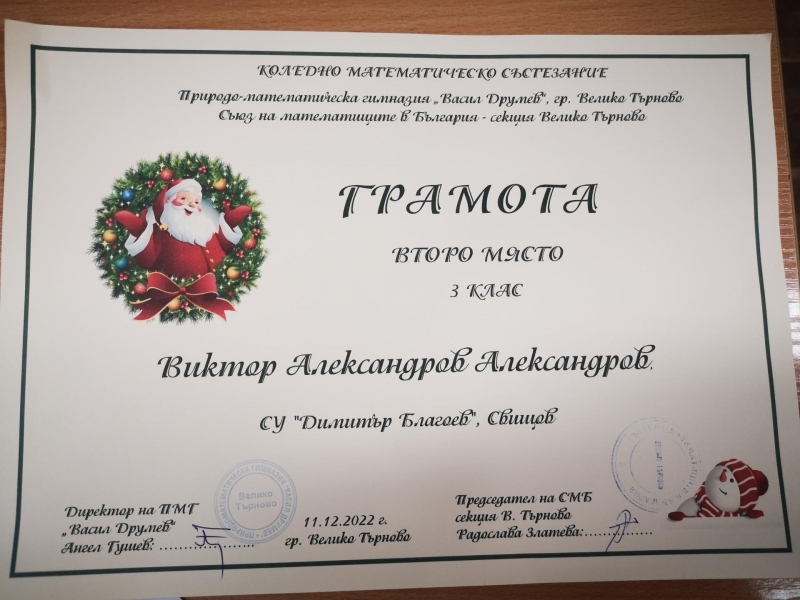 КОЛЕДНО МАТЕМАТИЧЕСКО СЪСТЕЗАНИЕ
Природо-математическа гимназия „Васил Друмев", гр. Велико Търново
Съюз на математиците в България - секция Велико Търново
ГРАМОТА
ВТОРО МЯСТО
3 КЛАС
Виктор Александров Александров,
СУ "Димитър Благоев", Свищов
Директор на ПМГ
„Васил Друмев"
Ангел Гушев: ..................
Велико
Търново
11.12.2022 г.
гр. Велико Търново
Председател на СМБ
секция В. Търново
Радослава Златева:..............